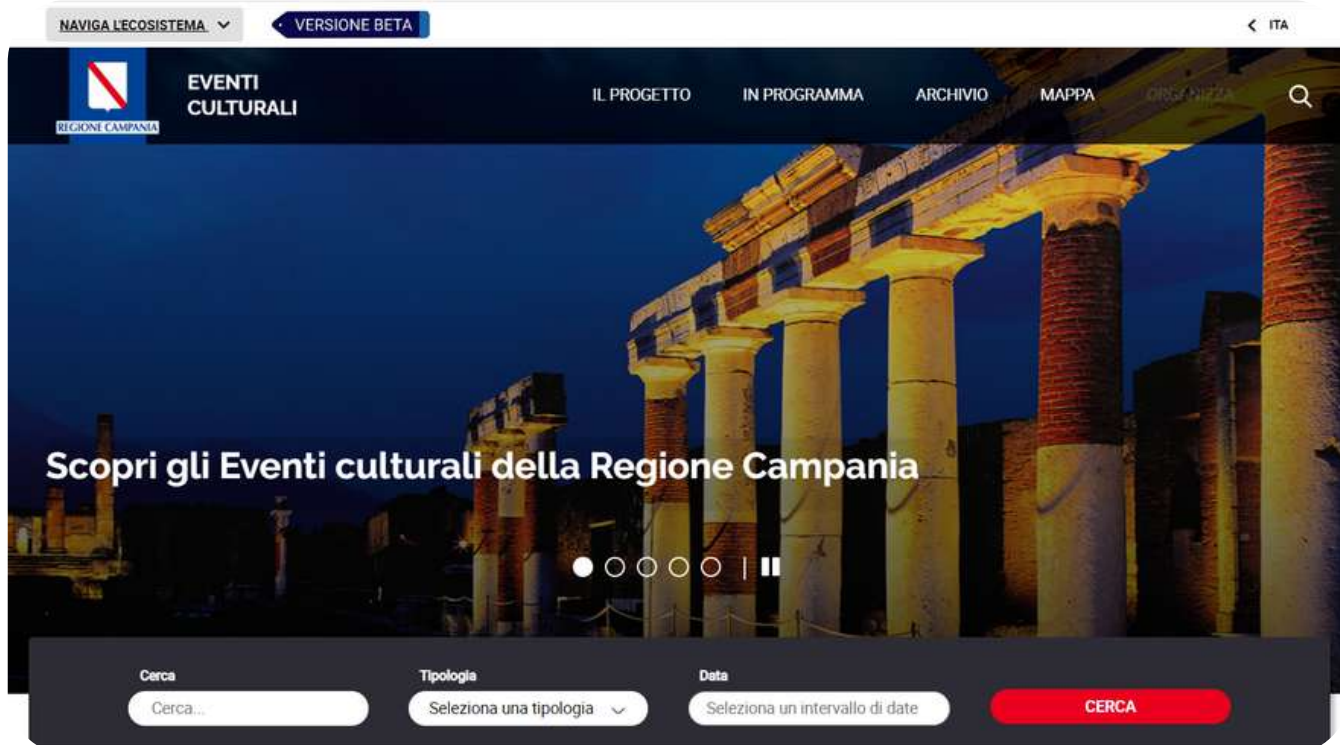 NAVIGA L'ECOSISTEMA
VERSIONE BETA
ITA
REGIONE CAMPANIA
EVENTI
CULTURALI
IL PROGETTO
IN PROGRAMMA
ARCHIVIO
MAPPA
ORGANIZZA
Scopri gli Eventi culturali della Regione Campania
Cerca
Tipologia
Data
Cerca...
Seleziona una tipologia
Seleziona un intervallo di date
CERCA